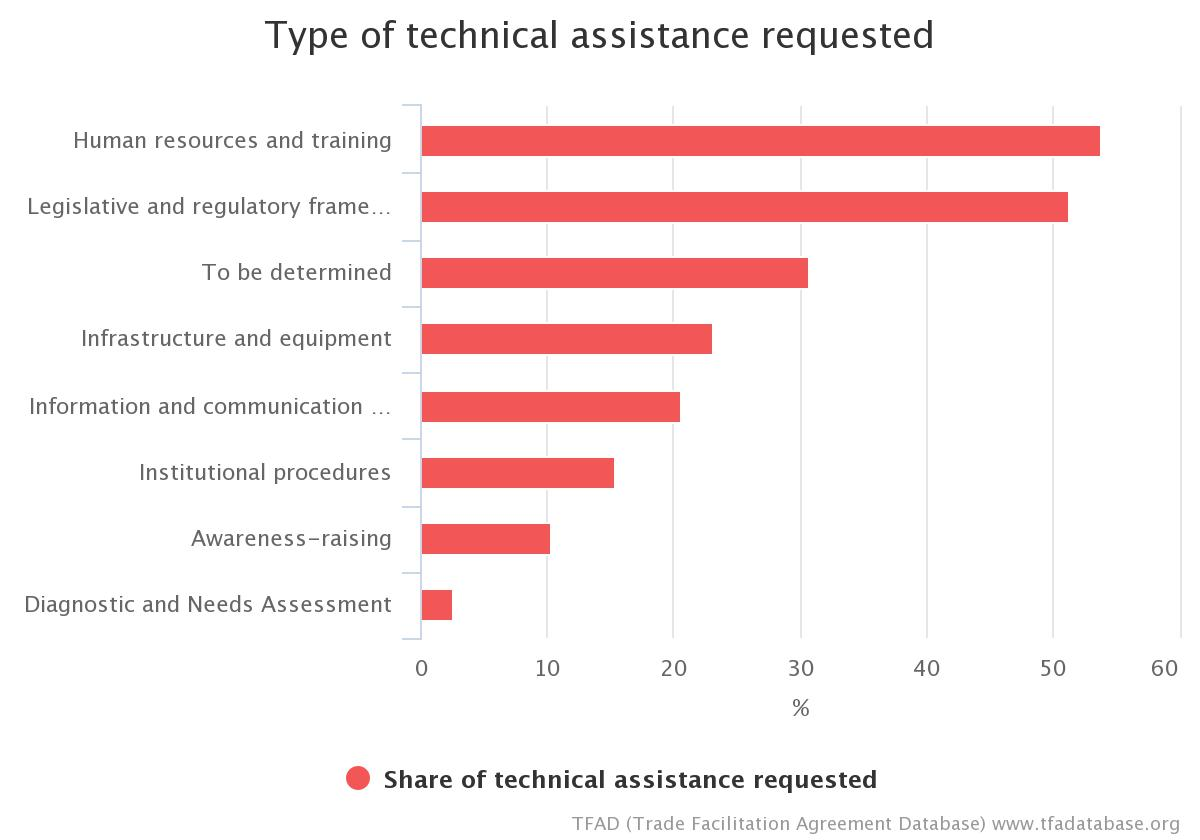 Type of technical assistance requested
Human resources and training
Legislative and regulatory frame...
To be determined
Infrastructure and equipment
Information and communication ...
Institutional procedures
Awareness-raising
Diagnostic and Needs Assessment
0 10 20 30 40 50 60
%
Share of technical assistance requested
TFAD (Trade Facilitation Agreement Database) www.tfadatabase.org